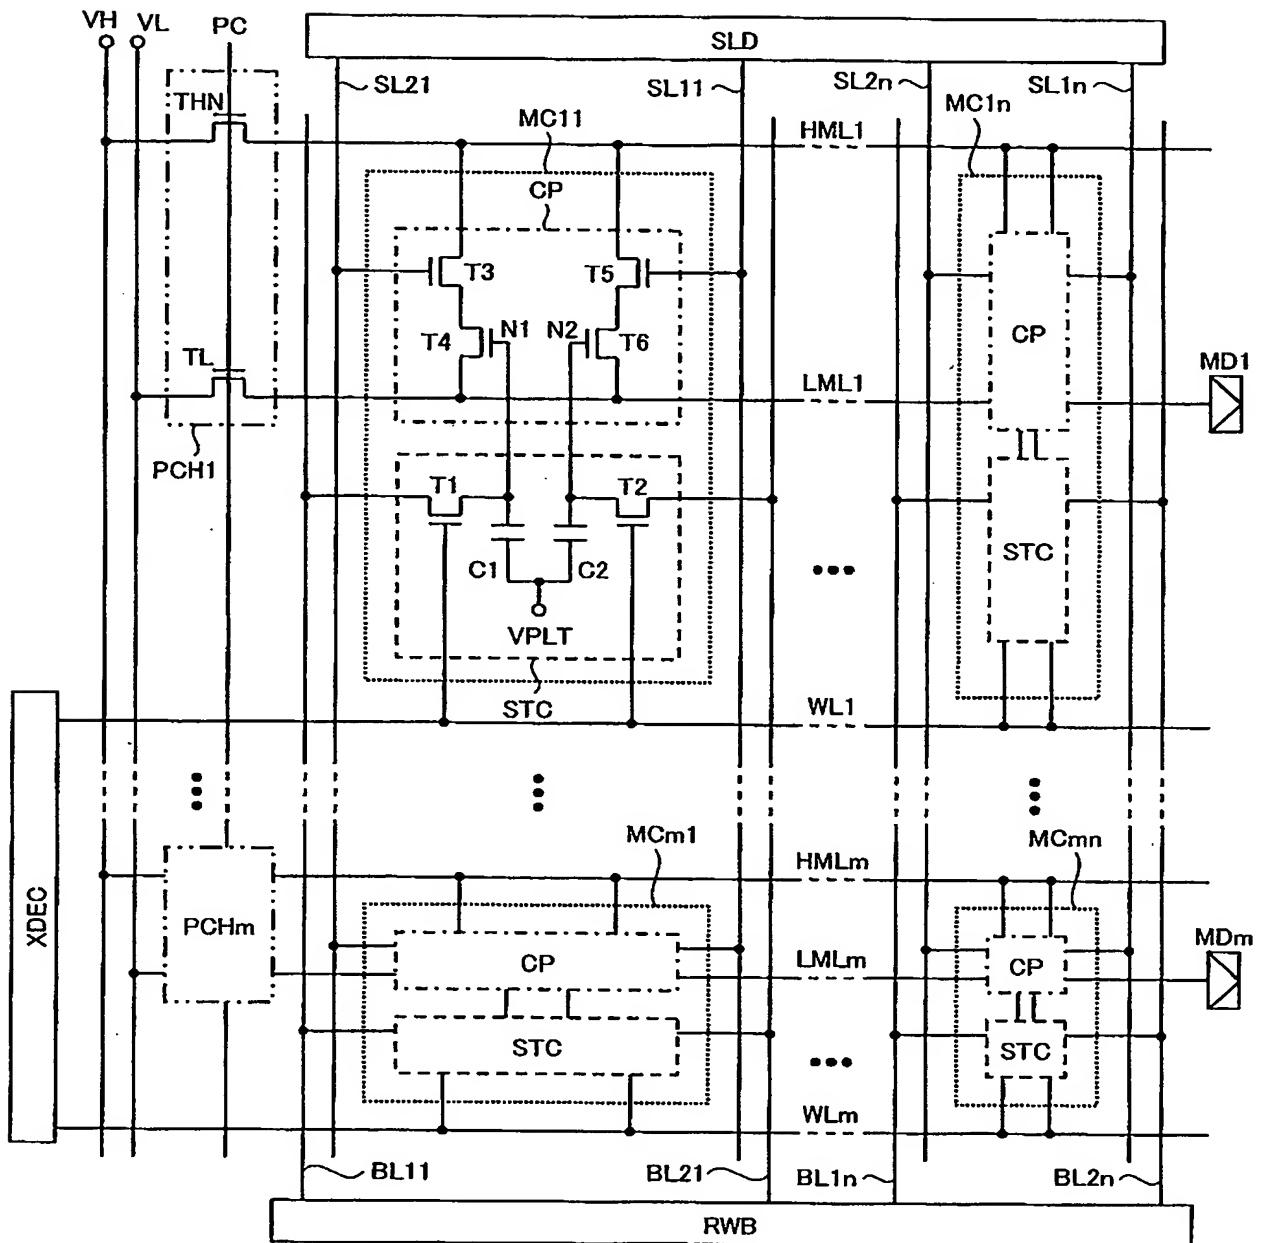 VH VL PC SLD
SL21 SL11 SL2n SL1n
THN MC11 HML1 MC1n
CP
T3 T5
T4 N1 N2 T6 CP
TL LML1 MD1
PCH1
T1 T2
STC
C1 C2 •••
VPLT
STC WL1
••• ••• •••
MCm1 HMLm MCmn
XDEC
PCHm CP LMLm CP MDm
STC ••• STC
WLm
BL11 BL21 BL1n BL2n
RWB